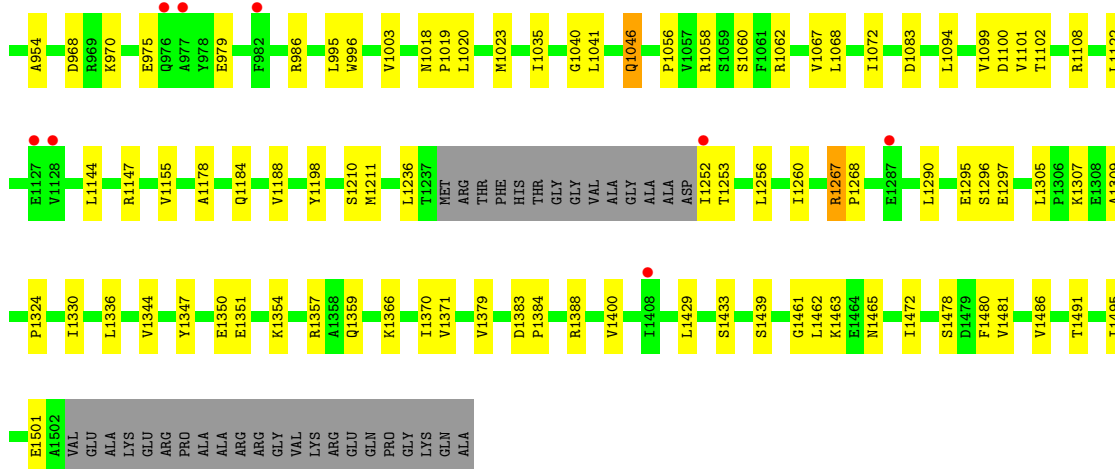 A954 D968 R969 K970 E975 Q976 A977 Y978 E979 F982 R986 L995 W996 V1003 N1018 P1019 L1020 M1023 I1035 G1040 L1041 Q1046 P1056 V1057 R1058 S1059 S1060 F1061 R1062 V1067 L1068 I1072 D1083 L1094 V1099 D1100 V1101 T1102 R1108 L1122
E1127 V1128 L1144 R1147 V1155 A1178 Q1184 V1188 Y1198 S1210 M1211 L1236 T1237 MET ARG THR PHE HIS THR GLY GLY VAL ALA GLY ALA ALA ASP I1252 T1253 L1256 I1260 R1267 P1268 E1287 L1290 E1295 S1296 E1297 L1305 P1306 K1307 E1308 A1309
P1324 I1330 L1336 V1344 Y1347 E1350 E1351 K1354 R1357 A1358 Q1359 K1366 I1370 V1371 V1379 D1383 P1384 R1388 V1400 I1408 L1429 S1433 S1439 G1461 L1462 K1463 E1464 N1465 I1472 S1478 D1479 F1480 V1481 V1486 T1491 I1495
E1501 A1502 VAL GLU ALA LYS GLU ARG PRO ALA ALA ARG ARG GLY VAL LYS ARG GLU GLN PRO GLY LYS GLN ALA